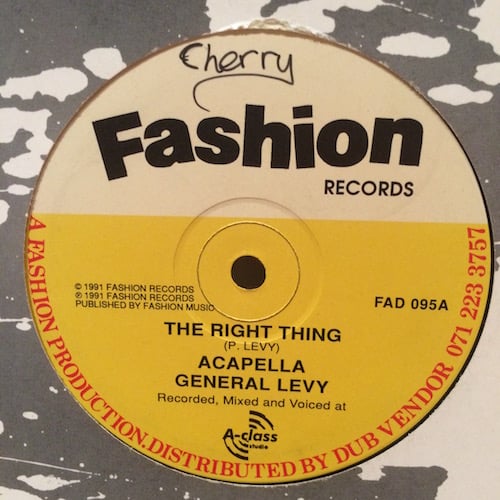 Cherry
Fashion
RECORDS
© 1991 FASHION RECORDS
℗ 1991 FASHION RECORDS
PUBLISHED BY FASHION MUSIC
FAD 095A
THE RIGHT THING
(P. LEVY)
ACAPELLA
GENERAL LEVY
Recorded, Mixed and Voiced at
A-class
studio
A FASHION PRODUCTION.DISTRIBUTED BY DUB VENDOR 071 223 3757